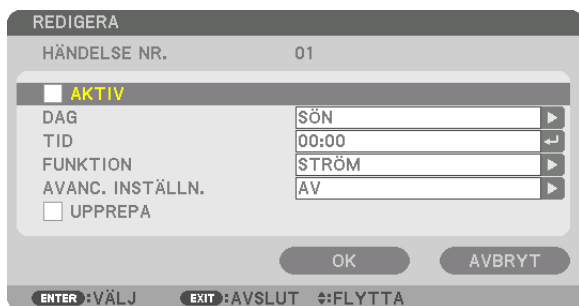 REDIGERA
HÄNDELSE NR. 01
AKTIV
DAG SÖN
TID 00:00
FUNKTION STRÖM
AVANC. INSTÄLLN. AV
UPPREPA
OK AVBRYT
ENTER:VÄLJ EXIT:AVSLUT :FLYTTA